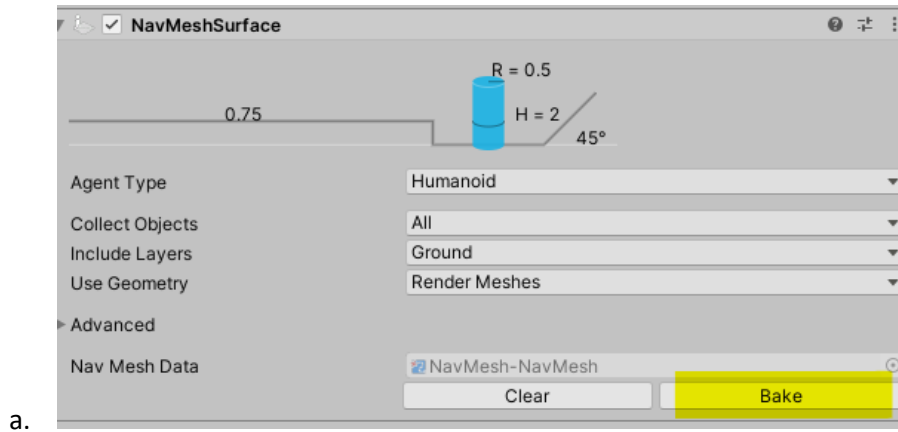 NavMeshSurface
R = 0.5
0.75
H = 2
45°
Agent Type Humanoid
Collect Objects All
Include Layers Ground
Use Geometry Render Meshes
Advanced
Nav Mesh Data NavMesh-NavMesh
Clear Bake
a.